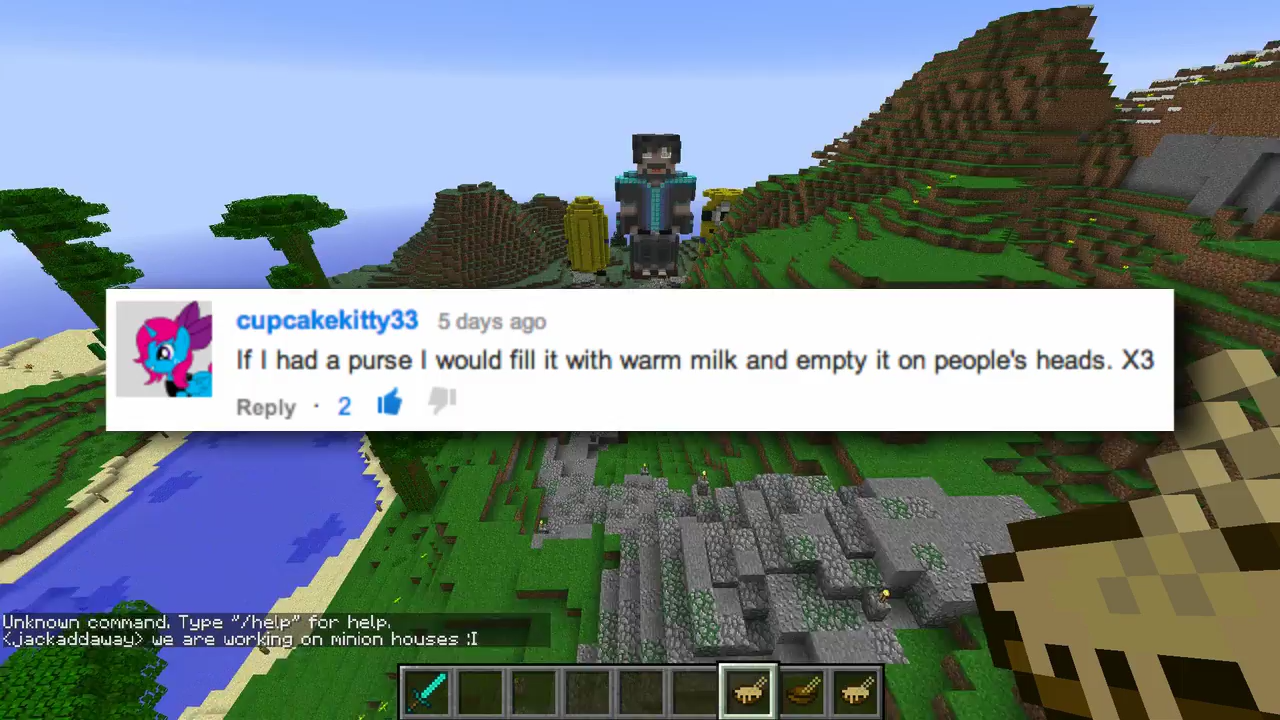 cupcakekitty33 5 days ago
If I had a purse I would fill it with warm milk and empty it on people's heads. X3
Reply · 2
Unknown command. Type "/help" for help.
<.jackaddaway> we are working on minion houses :I